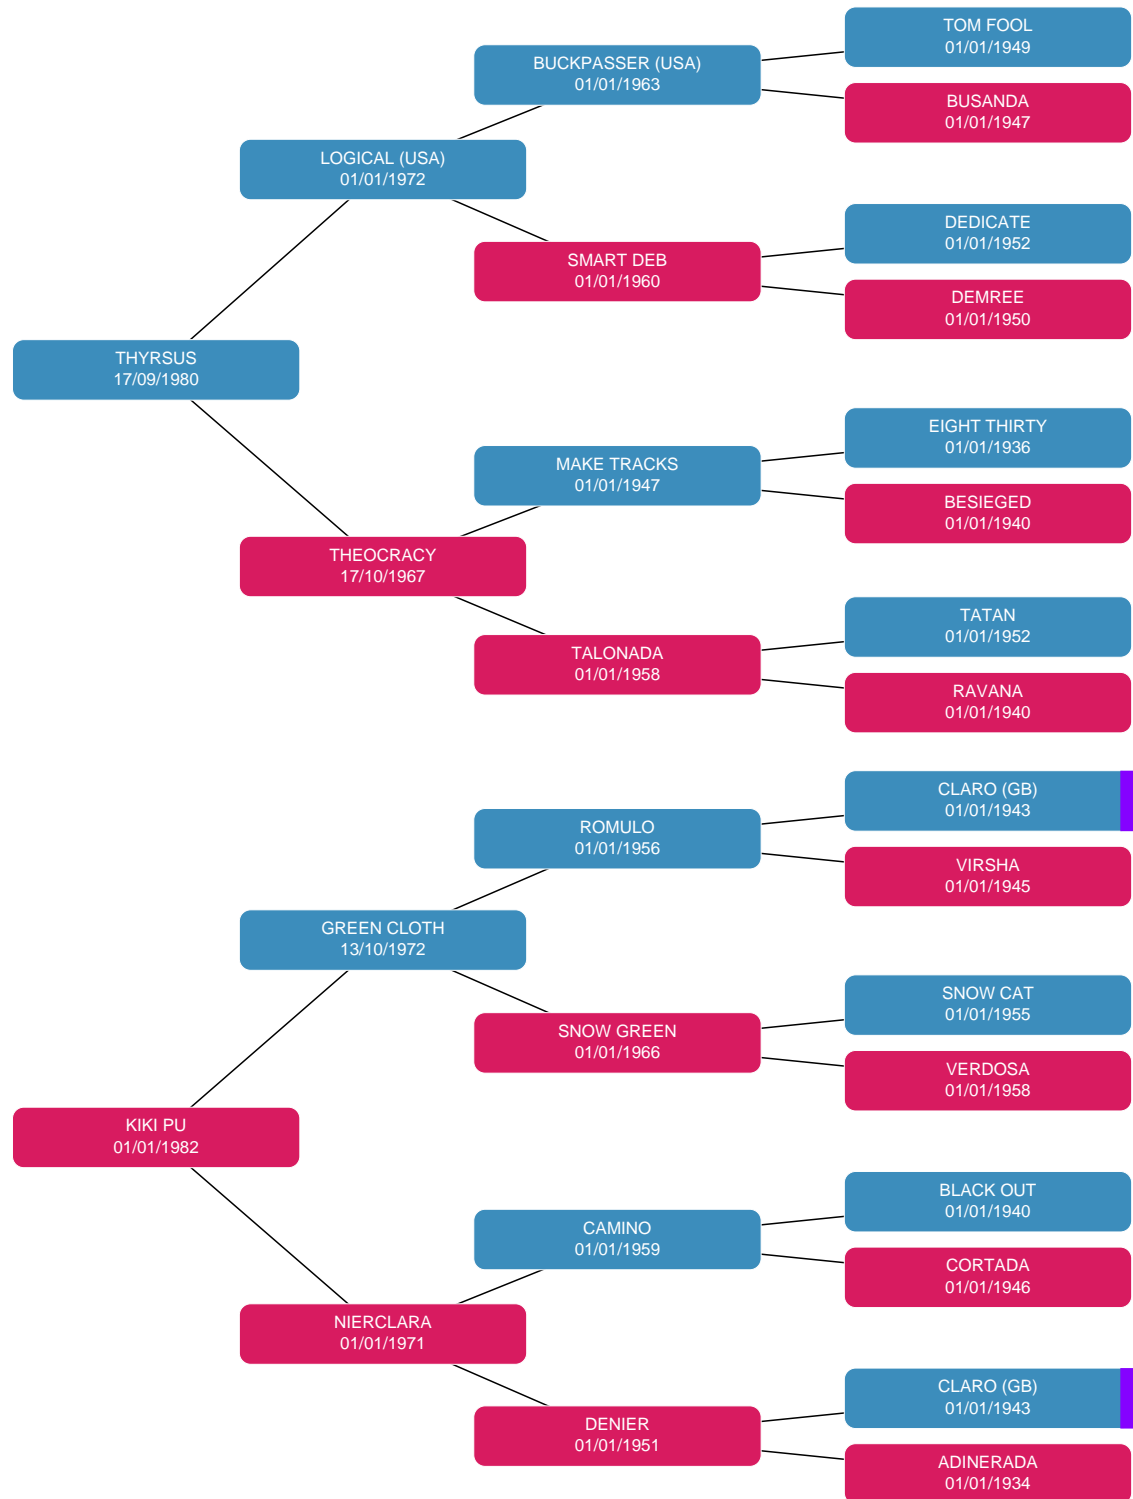 TOM FOOL
01/01/1949
BUCKPASSER (USA)
01/01/1963
BUSANDA
01/01/1947
LOGICAL (USA)
01/01/1972
DEDICATE
01/01/1952
SMART DEB
01/01/1960
DEMREE
01/01/1950
THYRSUS
17/09/1980
EIGHT THIRTY
01/01/1936
MAKE TRACKS
01/01/1947
BESIEGED
01/01/1940
THEOCRACY
17/10/1967
TATAN
01/01/1952
TALONADA
01/01/1958
RAVANA
01/01/1940
CLARO (GB)
01/01/1943
ROMULO
01/01/1956
VIRSHA
01/01/1945
GREEN CLOTH
13/10/1972
SNOW CAT
01/01/1955
SNOW GREEN
01/01/1966
VERDOSA
01/01/1958
KIKI PU
01/01/1982
BLACK OUT
01/01/1940
CAMINO
01/01/1959
CORTADA
01/01/1946
NIERCLARA
01/01/1971
CLARO (GB)
01/01/1943
DENIER
01/01/1951
ADINERADA
01/01/1934